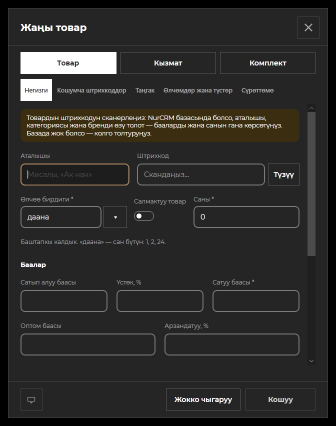 Жаңы товар
Товар
Кызмат
Комплект
Негизги
Кошумча штрихкоддор
Таңгак
Өлчөмдөр жана түстөр
Сүрөттөмө
Товардын штрихкодун сканерлеңиз: NurCRM базасында болсо, аталышы,
категориясы жана бренди өзү толот — бааларды жана санын гана көрсөтүңүз.
Базада жок болсо — колго толтуруңуз.
Аталышы
Штрихкод
Мисалы, «Ак нан»
Скандаңыз...
Түзүү
Өлчөө бирдиги *
Салмактуу товар
Саны *
даана
0
Баштапкы калдык. «даана» — сан бүтүн: 1, 2, 24.
Баалар
Сатып алуу баасы
Үстөк, %
Сатуу баасы *
Оптом баасы
Арзандатуу, %
Жокко чыгаруу
Кошуу